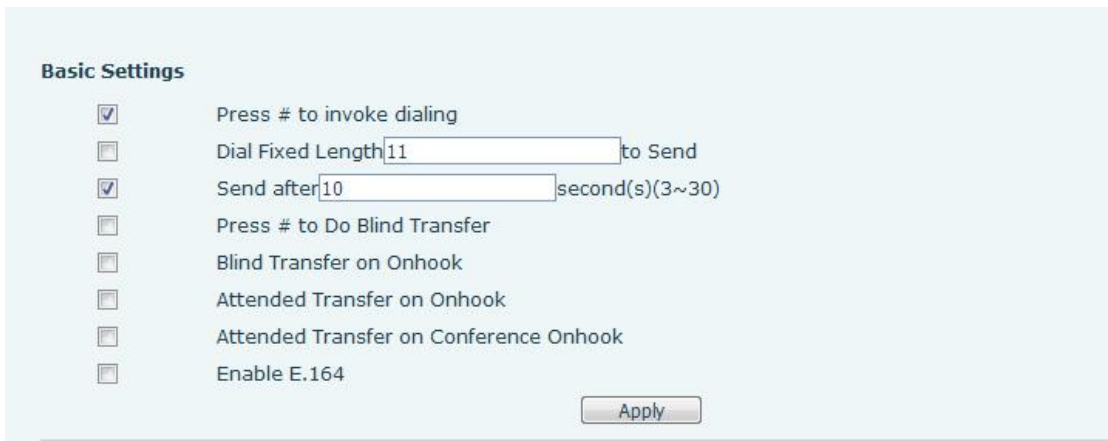 Basic Settings
Press # to invoke dialing
Dial Fixed Length 11 to Send
Send after 10 second(s)(3~30)
Press # to Do Blind Transfer
Blind Transfer on Onhook
Attended Transfer on Onhook
Attended Transfer on Conference Onhook
Enable E.164
Apply